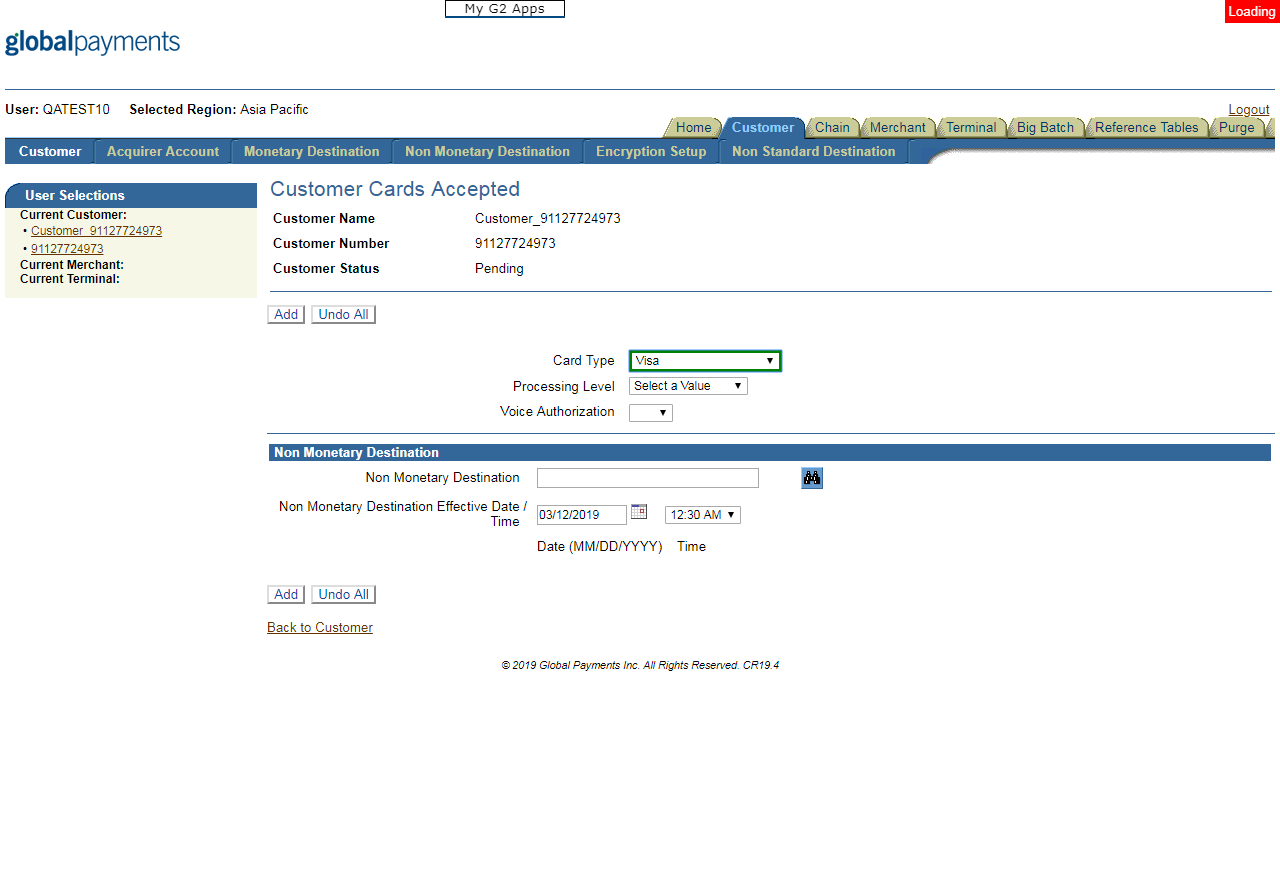 My G2 Apps
Loading
globalpayments
User: QATEST10 Selected Region: Asia Pacific
Logout
Home Customer Chain Merchant Terminal Big Batch Reference Tables Purge
Customer Acquirer Account Monetary Destination Non Monetary Destination Encryption Setup Non Standard Destination
User Selections
Current Customer:
• Customer_91127724973
• 91127724973
Current Merchant:
Current Terminal:
Customer Cards Accepted
Customer Name Customer_91127724973
Customer Number 91127724973
Customer Status Pending
Add Undo All
Card Type Visa
Processing Level Select a Value
Voice Authorization
Non Monetary Destination
Non Monetary Destination
Non Monetary Destination Effective Date /
Time 03/12/2019 12:30 AM
Date (MM/DD/YYYY) Time
Add Undo All
Back to Customer
© 2019 Global Payments Inc. All Rights Reserved. CR19.4